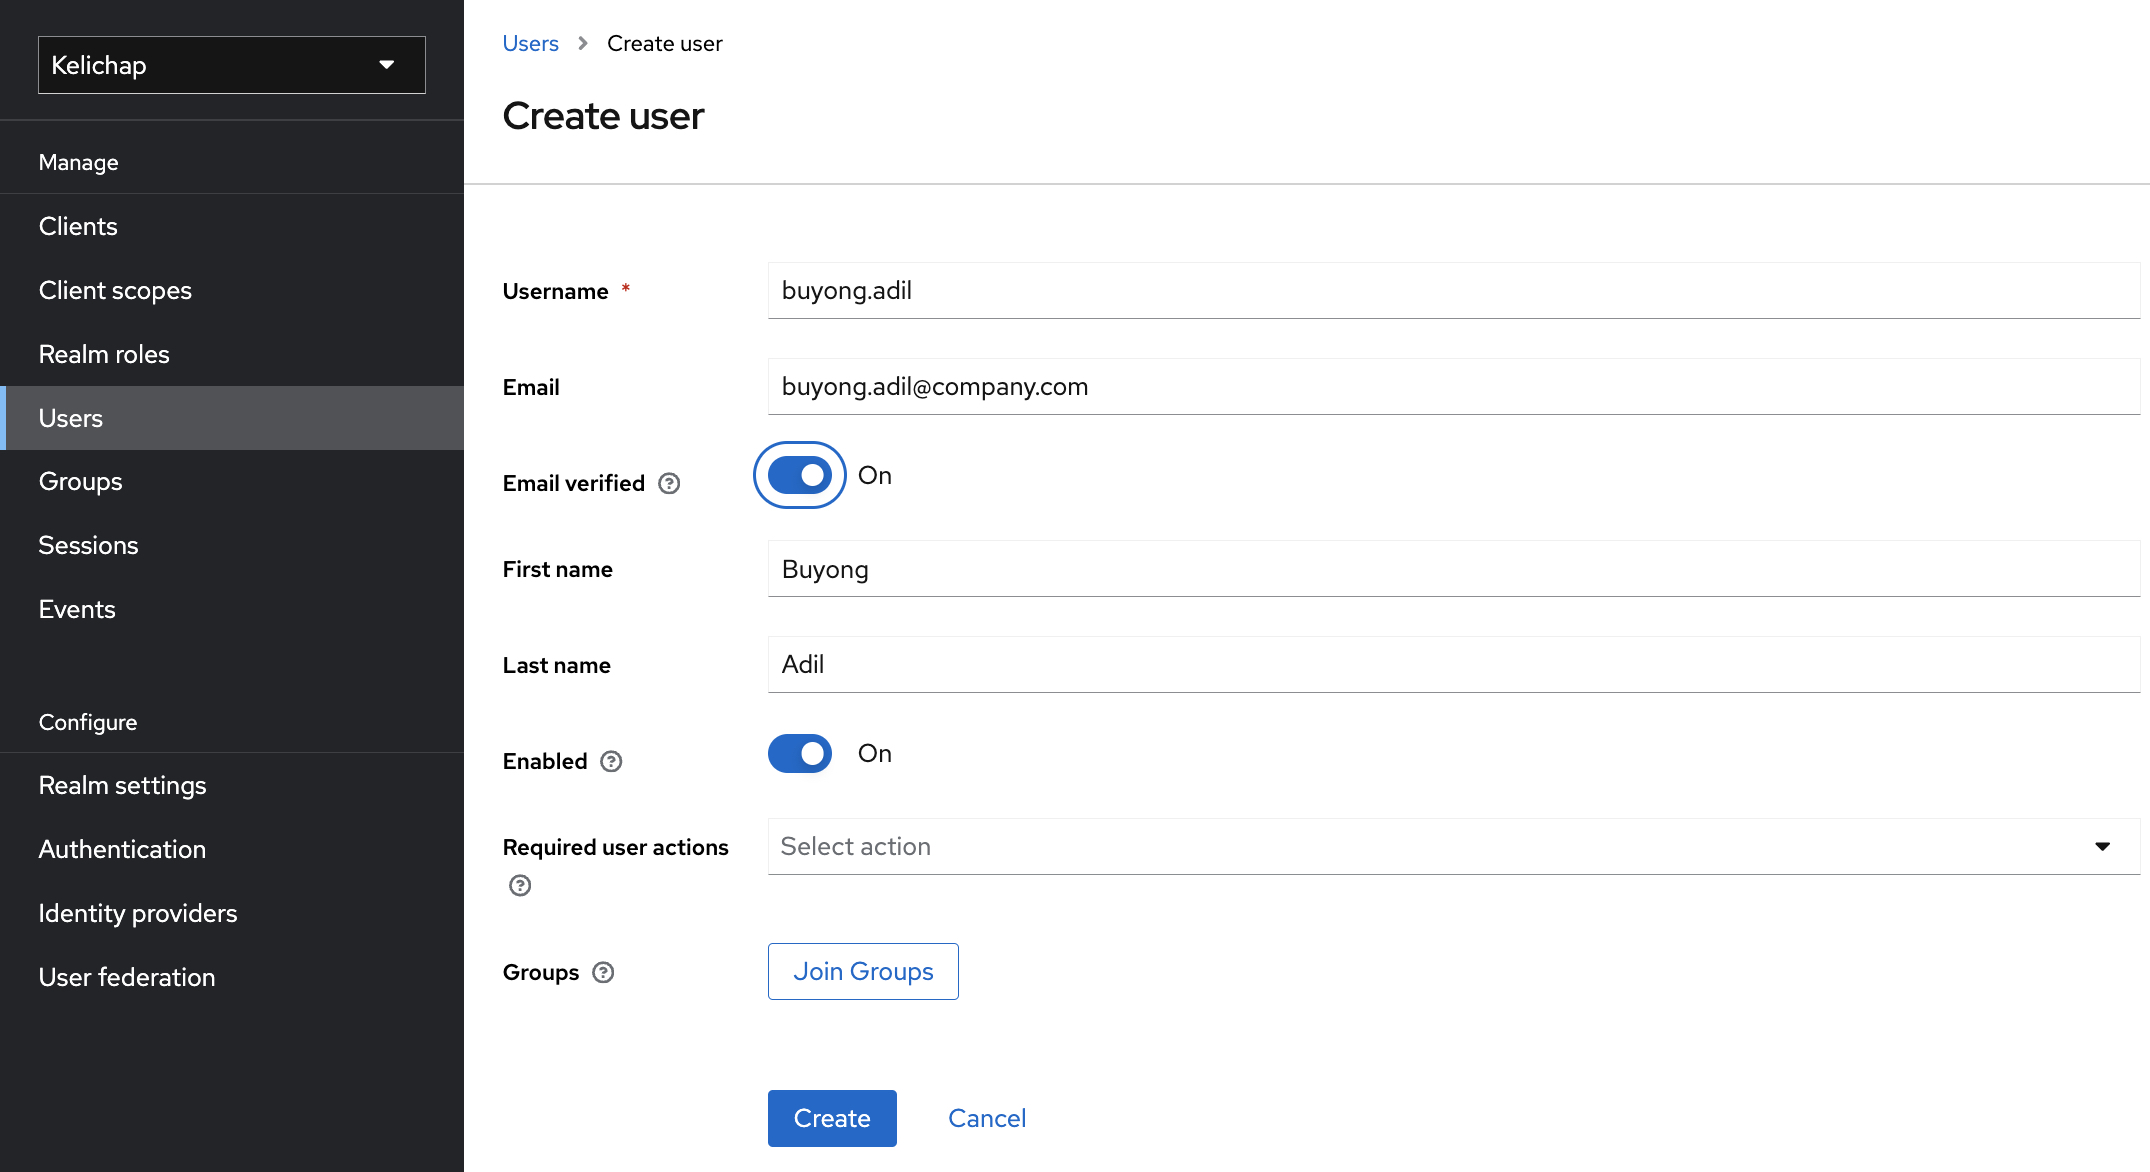 Kelichap
Manage
Clients
Client scopes
Realm roles
Users
Groups
Sessions
Events
Configure
Realm settings
Authentication
Identity providers
User federation
Users > Create user
Create user
Username * buyong.adil
Email buyong.adil@company.com
Email verified ? On
First name Buyong
Last name Adil
Enabled ? On
Required user actions ? Select action
Groups ? Join Groups
Create Cancel